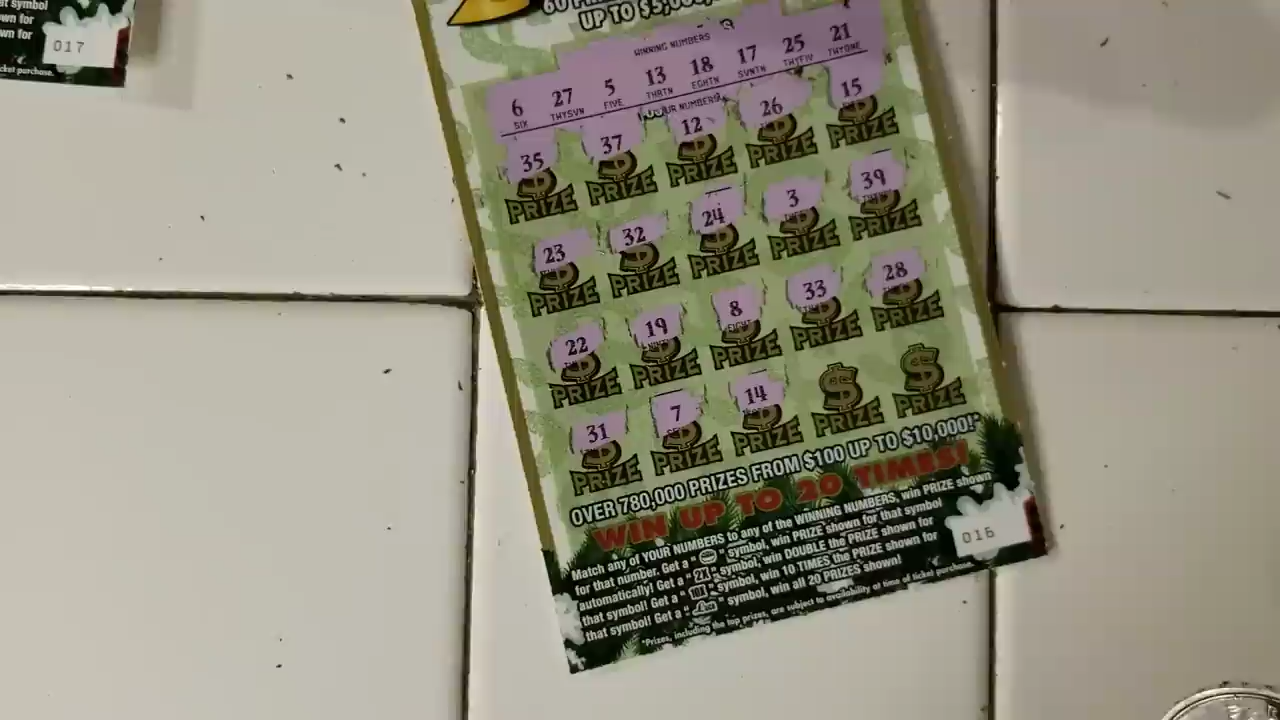 017
60 PRI
UP TO $5,000,
WINNING NUMBERS
6 27 5 13 18 17 25 21
SIX THYSVN FIVE THRTN EGHTN SVNTN THYFIV THYONE
YOUR NUMBERS
35 37 12 26 15
PRIZE PRIZE PRIZE PRIZE PRIZE
23 32 24 3 39
PRIZE PRIZE PRIZE PRIZE PRIZE
22 19 8 33 28
EIGHT
PRIZE PRIZE PRIZE PRIZE PRIZE
31 7 14 $ $
PRIZE PRIZE PRIZE PRIZE PRIZE
OVER 780,000 PRIZES FROM $100 UP TO $10,000!*
WIN UP TO 20 TIMES!
Match any of YOUR NUMBERS to any of the WINNING NUMBERS, win PRIZE shown
for that number. Get a " " symbol, win PRIZE shown for that symbol
automatically! Get a "2X" symbol, win DOUBLE the PRIZE shown for
that symbol! Get a "10X" symbol, win 10 TIMES the PRIZE shown for
that symbol! Get a " " symbol, win all 20 PRIZES shown!
*Prizes, including the top prizes, are subject to availability at time of ticket purchase.
016